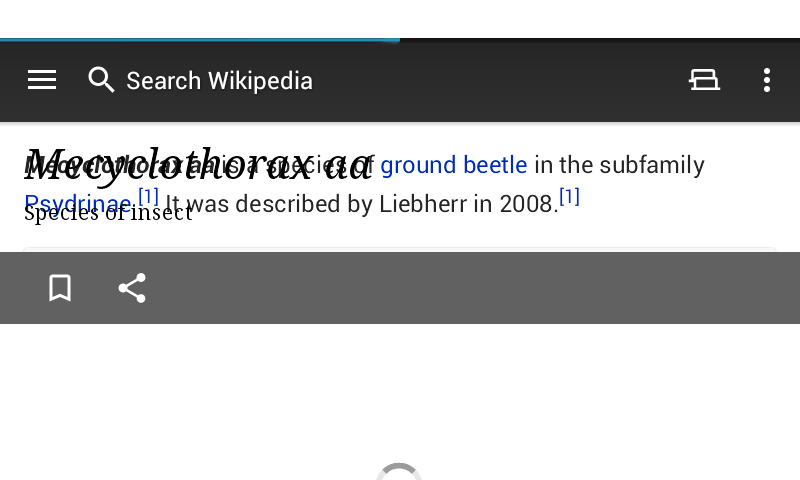 Search Wikipedia
Mecyclothorax aa
Mecyclothorax aa is a species of ground beetle in the subfamily
Psydrinae.[1] It was described by Liebherr in 2008.[1]
Species of insect